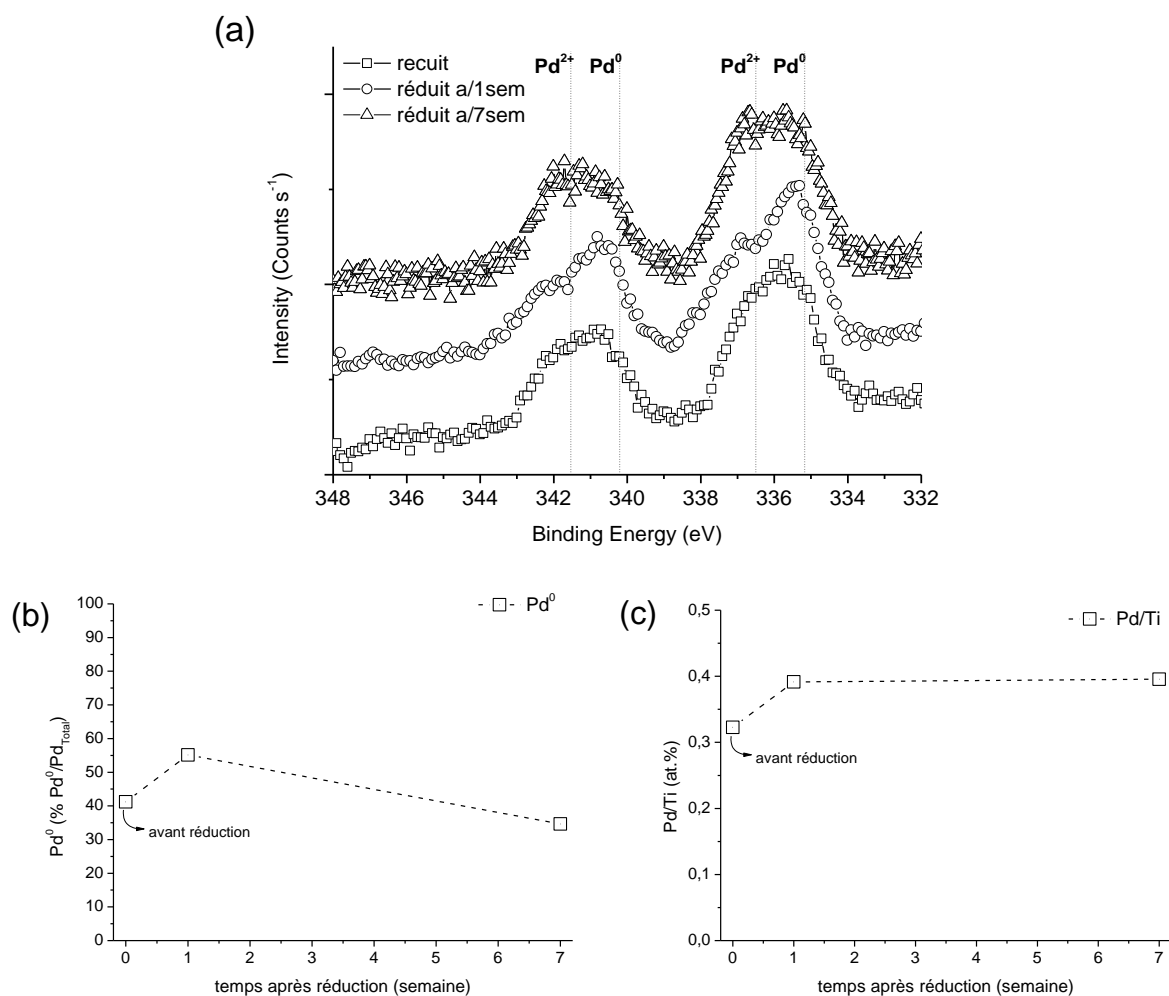 (a)
recuit
réduit a/1sem
réduit a/7sem
Pd2+ Pd0 Pd2+ Pd0
Intensity (Counts s-1)
348 346 344 342 340 338 336 334 332
Binding Energy (eV)
(b)
Pd0
100
90
80
70
60
50
40
30
20
10
0
Pd0 (% Pd0/PdTotal)
avant réduction
0 1 2 3 4 5 6 7
temps après réduction (semaine)
(c)
Pd/Ti
0,5
0,4
0,3
0,2
0,1
0,0
Pd/Ti (at.%)
avant réduction
0 1 2 3 4 5 6 7
temps après réduction (semaine)